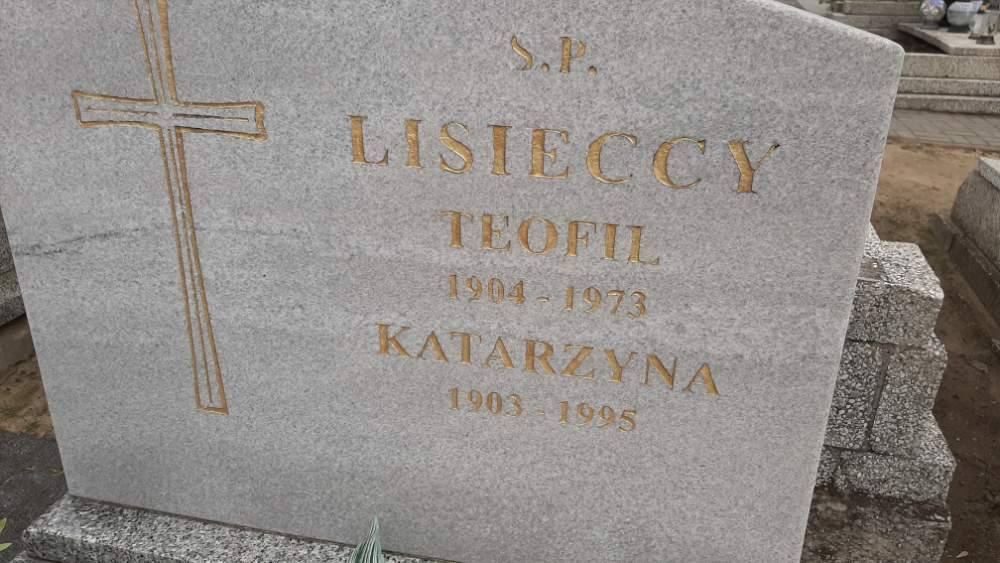 S.P.
LISIECCY
TEOFIL
1904 - 1973
KATARZYNA
1903 - 1995